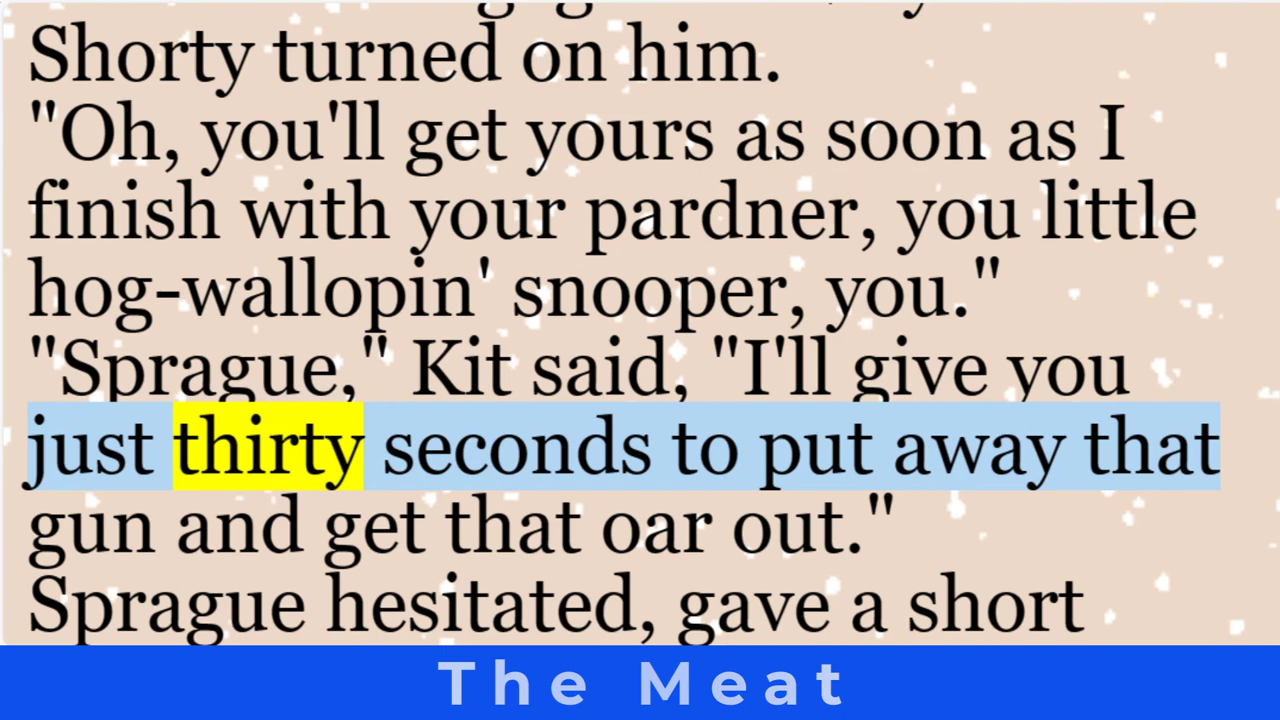 Shorty turned on him.
"Oh, you'll get yours as soon as I
finish with your pardner, you little
hog-wallopin' snooper, you."
"Sprague," Kit said, "I'll give you
just thirty seconds to put away that
gun and get that oar out."
Sprague hesitated, gave a short
The Meat